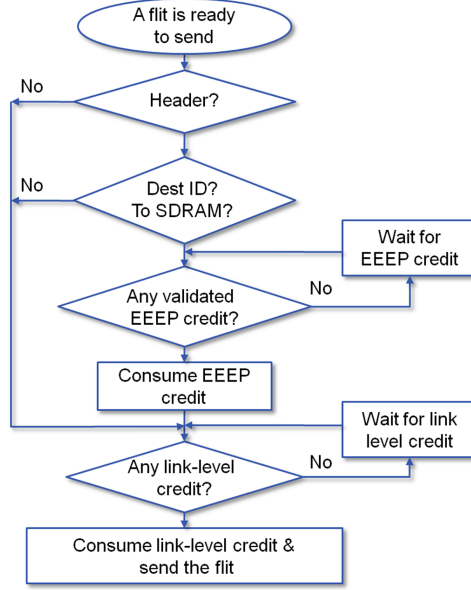 A flit is ready
to send
No
Header?
No
Dest ID?
To SDRAM?
Wait for
EEEP credit
No
Any validated
EEEP credit?
Consume EEEP
credit
Wait for link
level credit
No
Any link-level
credit?
Consume link-level credit &
send the flit